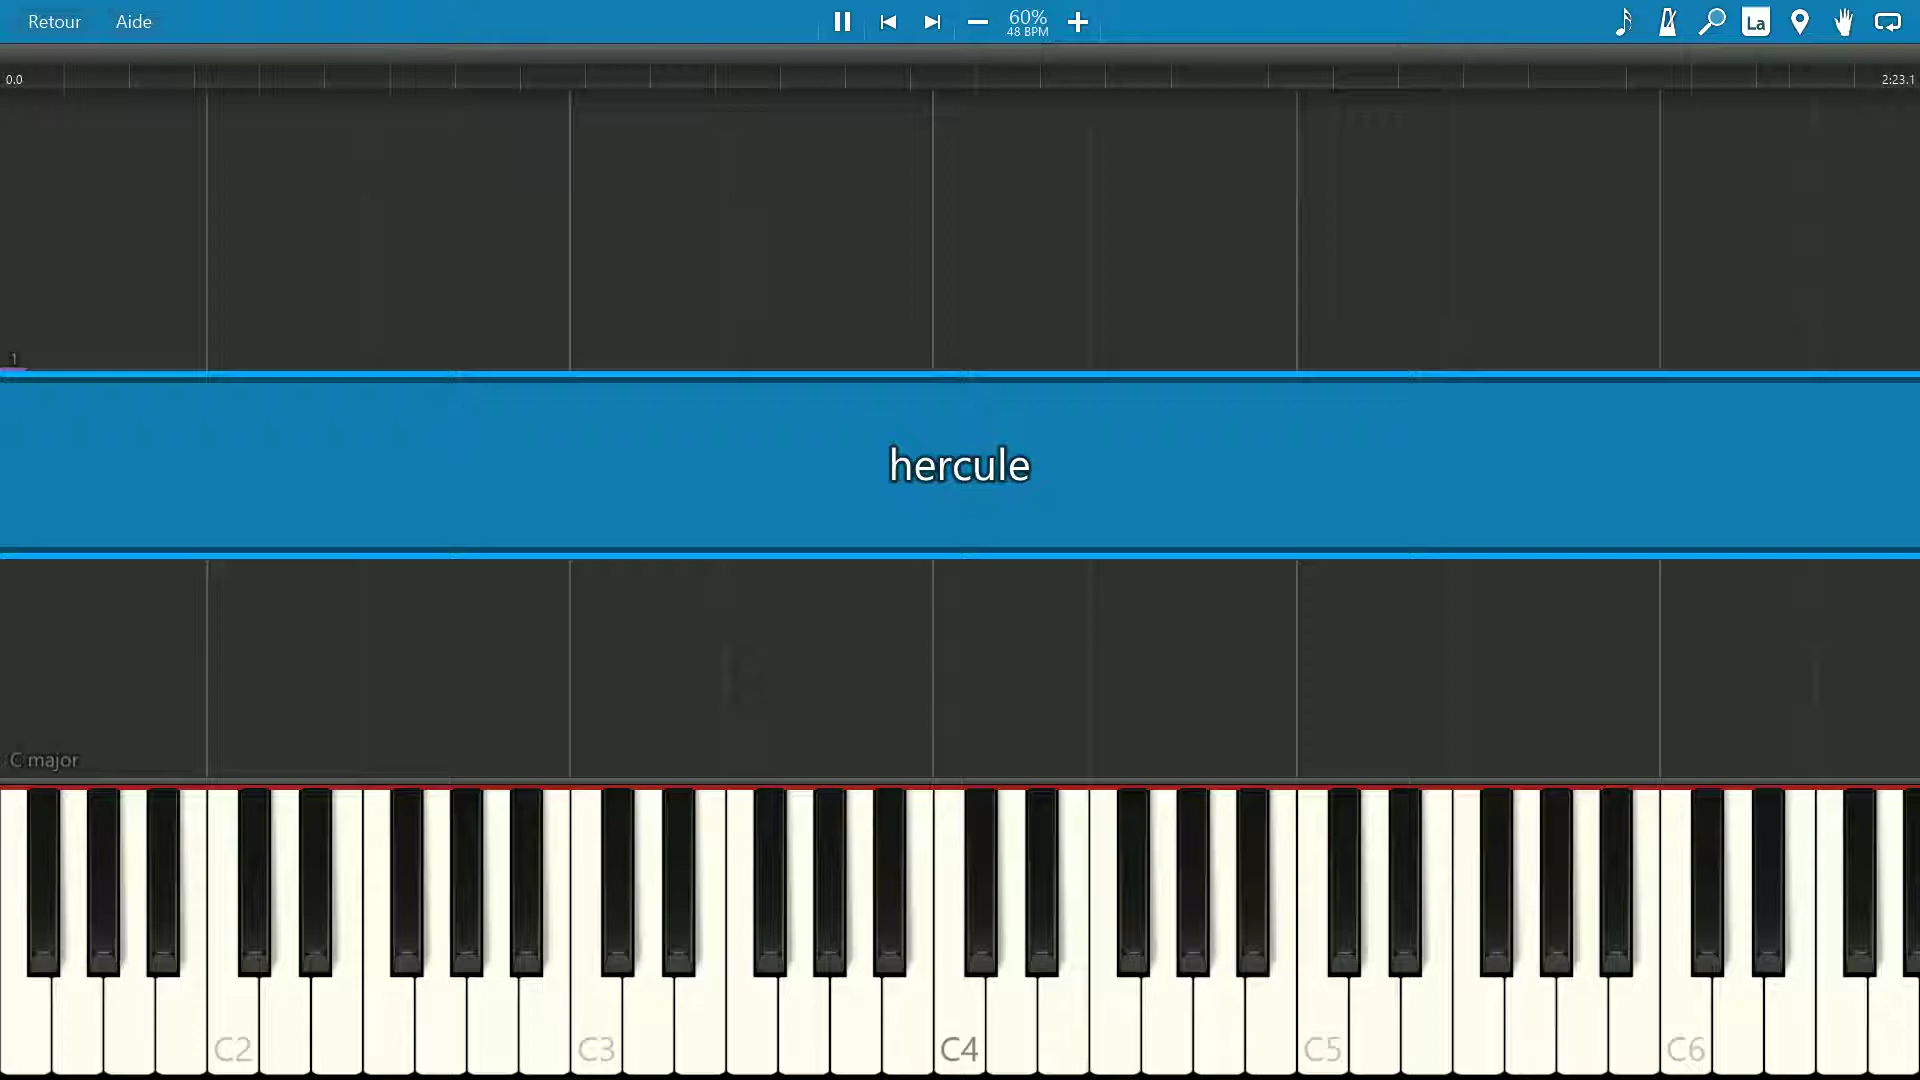 Retour Aide
60%
48 BPM
La
0.0 2:23.1
1
hercule
C major
C2 C3 C4 C5 C6